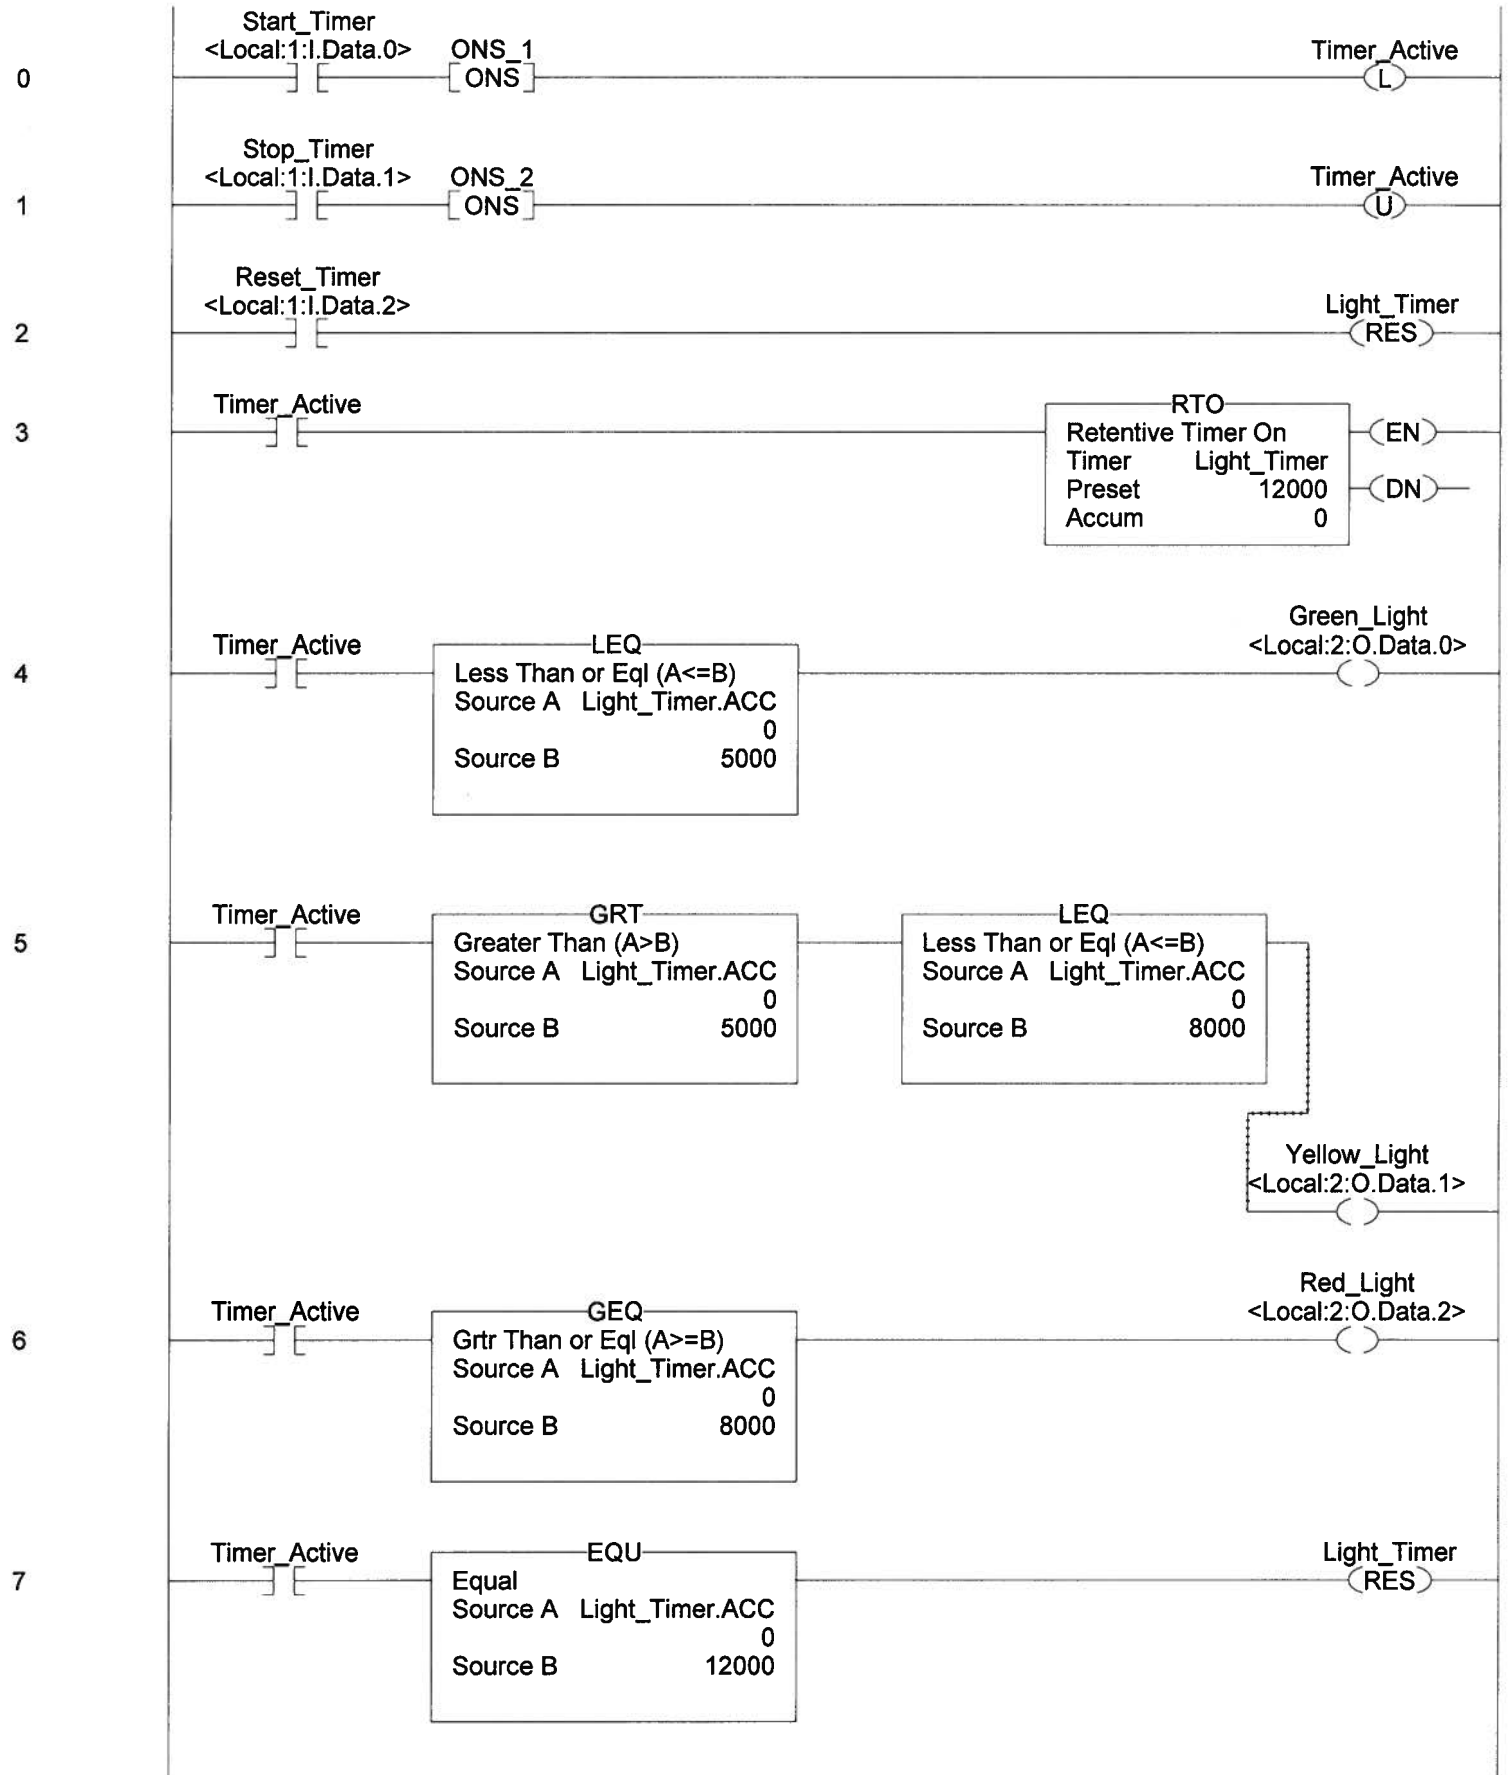 Start_Timer
<Local:1:I.Data.0>
ONS_1
Timer_Active
0
ONS
L
Stop_Timer
<Local:1:I.Data.1>
ONS_2
Timer_Active
1
ONS
U
Reset_Timer
<Local:1:I.Data.2>
Light_Timer
2
RES
Timer_Active
3
RTO
Retentive Timer On
Timer Light_Timer
Preset 12000
Accum 0
EN
DN
Timer_Active
4
LEQ
Less Than or Eql (A<=B)
Source A Light_Timer.ACC
0
Source B 5000
Green_Light
<Local:2:O.Data.0>
Timer_Active
5
GRT
Greater Than (A>B)
Source A Light_Timer.ACC
0
Source B 5000
LEQ
Less Than or Eql (A<=B)
Source A Light_Timer.ACC
0
Source B 8000
Yellow_Light
<Local:2:O.Data.1>
Timer_Active
6
GEQ
Grtr Than or Eql (A>=B)
Source A Light_Timer.ACC
0
Source B 8000
Red_Light
<Local:2:O.Data.2>
Timer_Active
7
EQU
Equal
Source A Light_Timer.ACC
0
Source B 12000
Light_Timer
RES